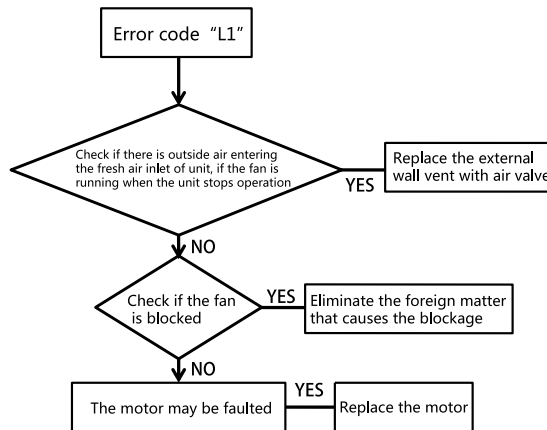 Error code “L1”
Check if there is outside air entering
the fresh air inlet of unit, if the fan is
running when the unit stops operation
YES
Replace the external
wall vent with air valve
NO
Check if the fan
is blocked
YES
Eliminate the foreign matter
that causes the blockage
NO
The motor may be faulted
YES
Replace the motor